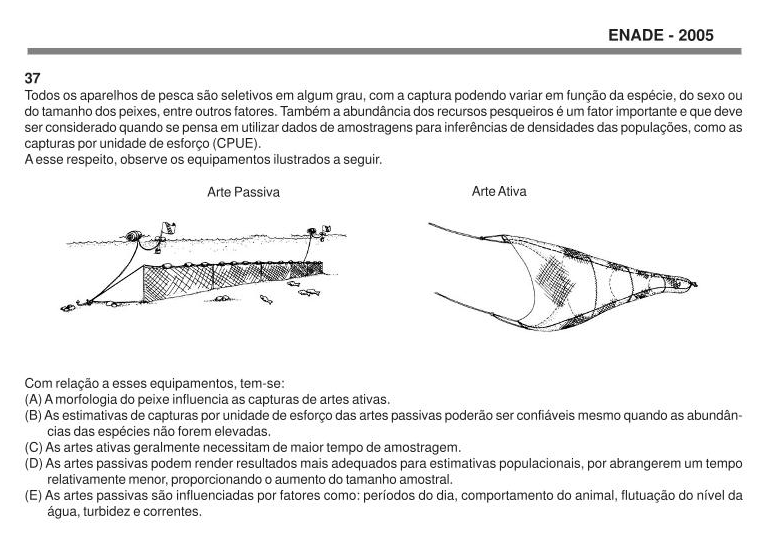 ENADE - 2005
37
Todos os aparelhos de pesca são seletivos em algum grau, com a captura podendo variar em função da espécie, do sexo ou
do tamanho dos peixes, entre outros fatores. Também a abundância dos recursos pesqueiros é um fator importante e que deve
ser considerado quando se pensa em utilizar dados de amostragens para inferências de densidades das populações, como as
capturas por unidade de esforço (CPUE).
A esse respeito, observe os equipamentos ilustrados a seguir.
Arte Passiva
Arte Ativa
Com relação a esses equipamentos, tem-se:
(A) A morfologia do peixe influencia as capturas de artes ativas.
(B) As estimativas de capturas por unidade de esforço das artes passivas poderão ser confiáveis mesmo quando as abundân-
cias das espécies não forem elevadas.
(C) As artes ativas geralmente necessitam de maior tempo de amostragem.
(D) As artes passivas podem render resultados mais adequados para estimativas populacionais, por abrangerem um tempo
relativamente menor, proporcionando o aumento do tamanho amostral.
(E) As artes passivas são influenciadas por fatores como: períodos do dia, comportamento do animal, flutuação do nível da
água, turbidez e correntes.